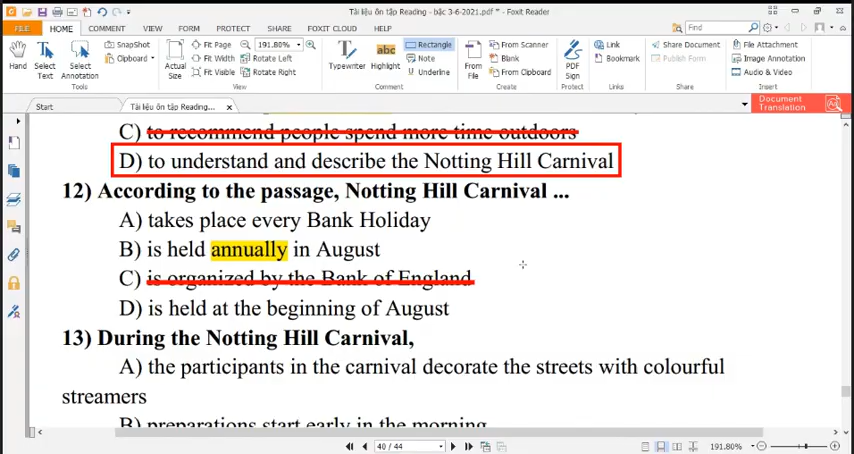 Tài liệu ôn tập Reading - bậc 3-6-2021.pdf * - Foxit Reader
FILE HOME COMMENT VIEW FORM PROTECT SHARE FOXIT CLOUD HELP
Find
Hand
Select Text
Select Annotation
SnapShot
Clipboard
Tools
Actual Size
Fit Page
Fit Width
Fit Visible
191.80%
Rotate Left
Rotate Right
View
Typewriter
Highlight
Rectangle
Note
Underline
Comment
From File
From Scanner
Blank
From Clipboard
Create
PDF Sign
Protect
Link
Bookmark
Links
Share Document
Publish Form
Share
File Attachment
Image Annotation
Audio & Video
Insert
Start
Tài liệu ôn tập Reading...
Document Translation
C) to recommend people spend more time outdoors
D) to understand and describe the Notting Hill Carnival
12) According to the passage, Notting Hill Carnival ...
A) takes place every Bank Holiday
B) is held annually in August
C) is organized by the Bank of England
D) is held at the beginning of August
13) During the Notting Hill Carnival,
A) the participants in the carnival decorate the streets with colourful
streamers
B) preparations start early in the morning
40 / 44
191.80%